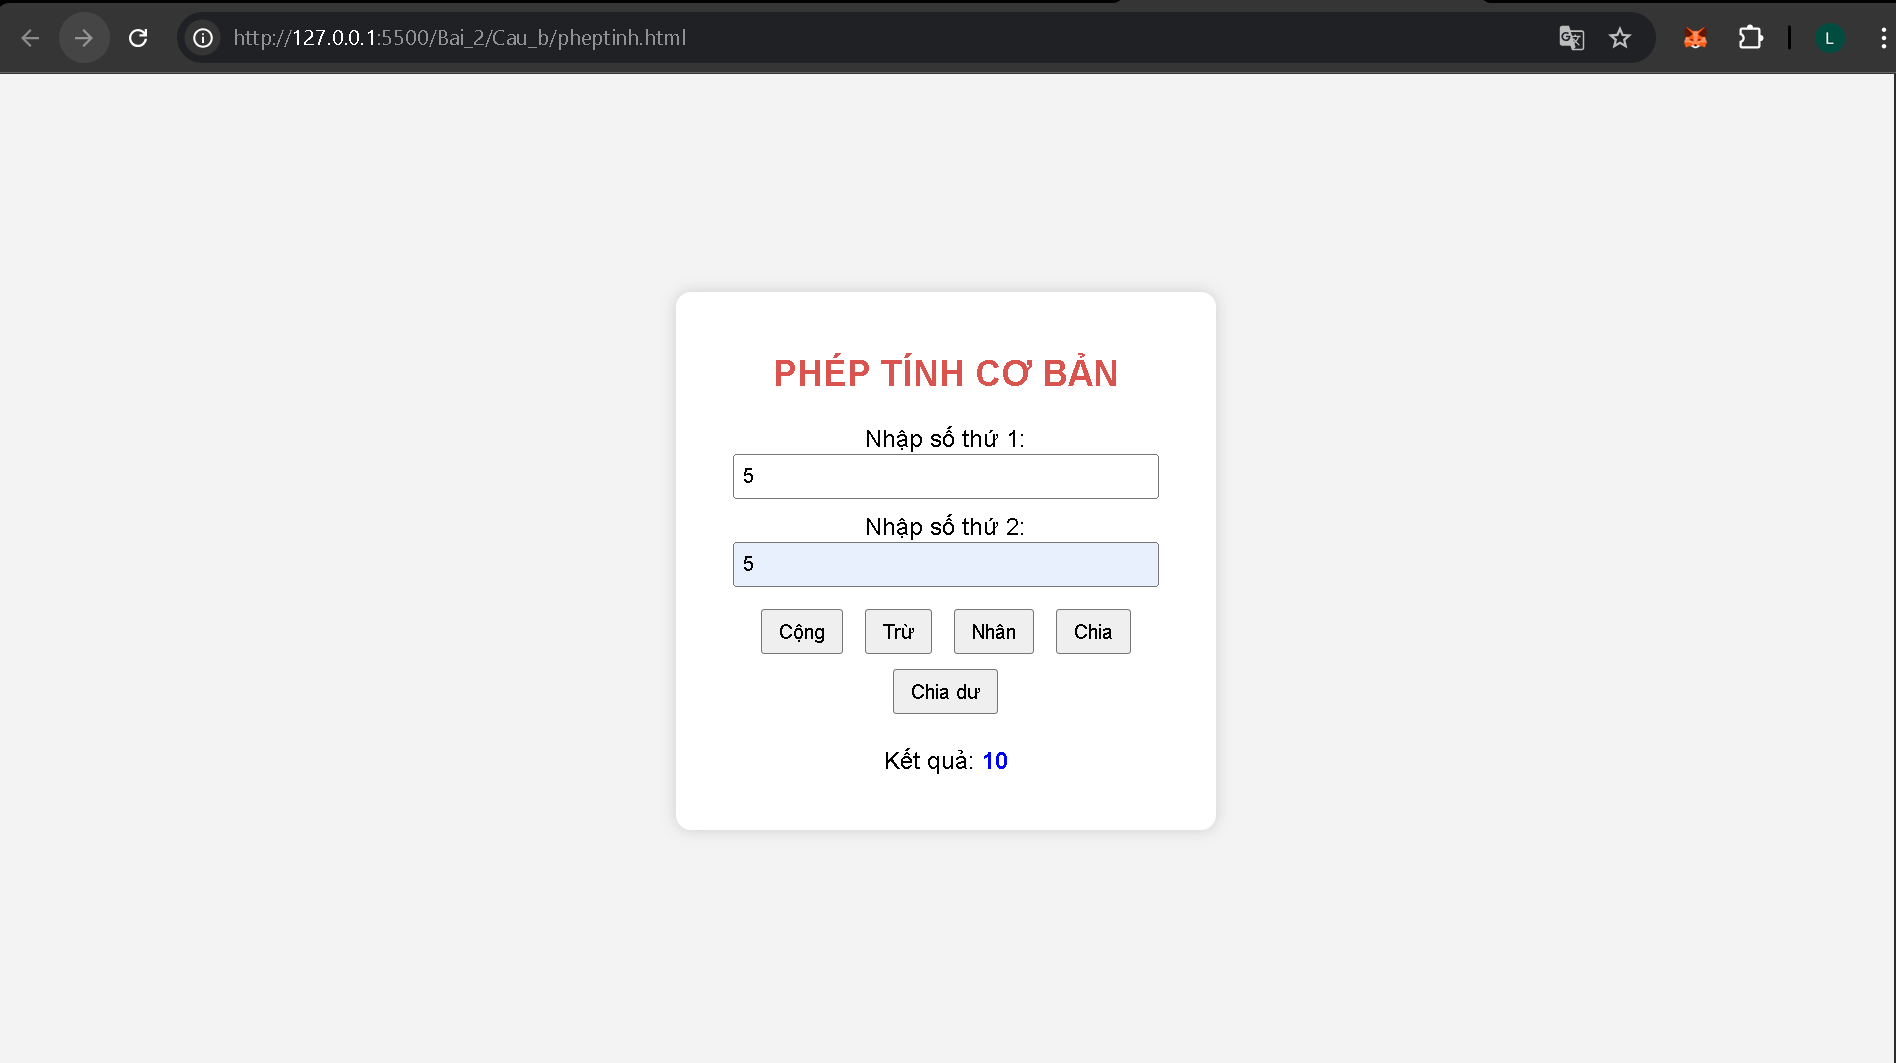 http://127.0.0.1:5500/Bai_2/Cau_b/pheptinh.html
L
PHÉP TÍNH CƠ BẢN
Nhập số thứ 1:
5
Nhập số thứ 2:
5
Cộng Trừ Nhân Chia
Chia dư
Kết quả: 10